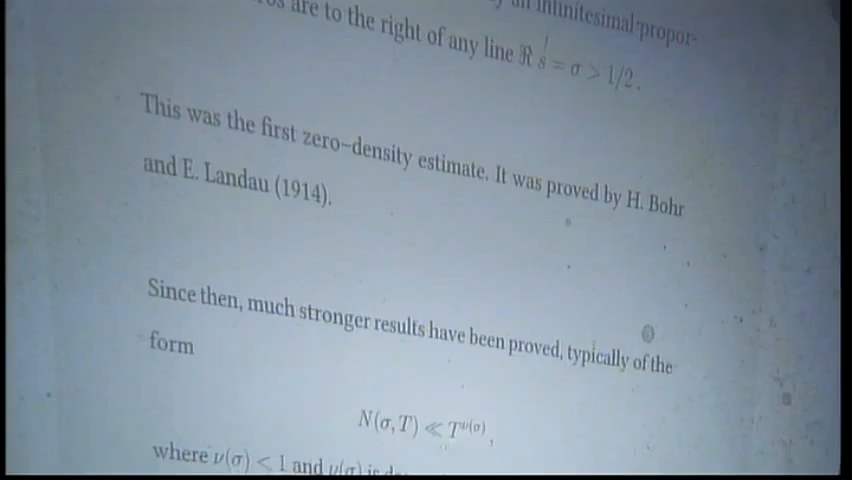 an infinitesimal propor-
are to the right of any line ℜ s = σ > 1/2.
This was the first zero–density estimate. It was proved by H. Bohr
and E. Landau (1914).
Since then, much stronger results have been proved, typically of the
form
N(σ, T) ≪ T^{ν(σ)},
where ν(σ) < 1 and ν(σ) is